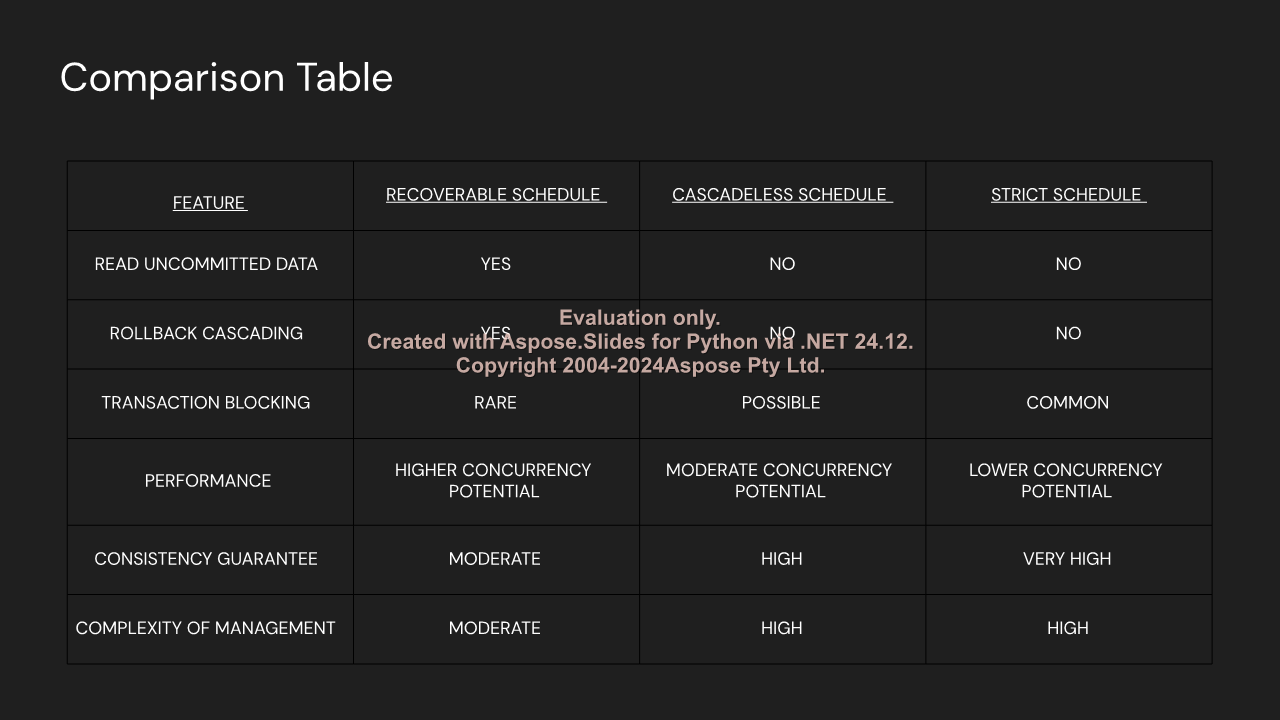 Comparison Table
FEATURE RECOVERABLE SCHEDULE CASCADELESS SCHEDULE STRICT SCHEDULE
READ UNCOMMITTED DATA YES NO NO
ROLLBACK CASCADING YES NO NO
Evaluation only.
Created with Aspose.Slides for Python via .NET 24.12.
Copyright 2004-2024Aspose Pty Ltd.
TRANSACTION BLOCKING RARE POSSIBLE COMMON
PERFORMANCE HIGHER CONCURRENCY POTENTIAL MODERATE CONCURRENCY POTENTIAL LOWER CONCURRENCY POTENTIAL
CONSISTENCY GUARANTEE MODERATE HIGH VERY HIGH
COMPLEXITY OF MANAGEMENT MODERATE HIGH HIGH